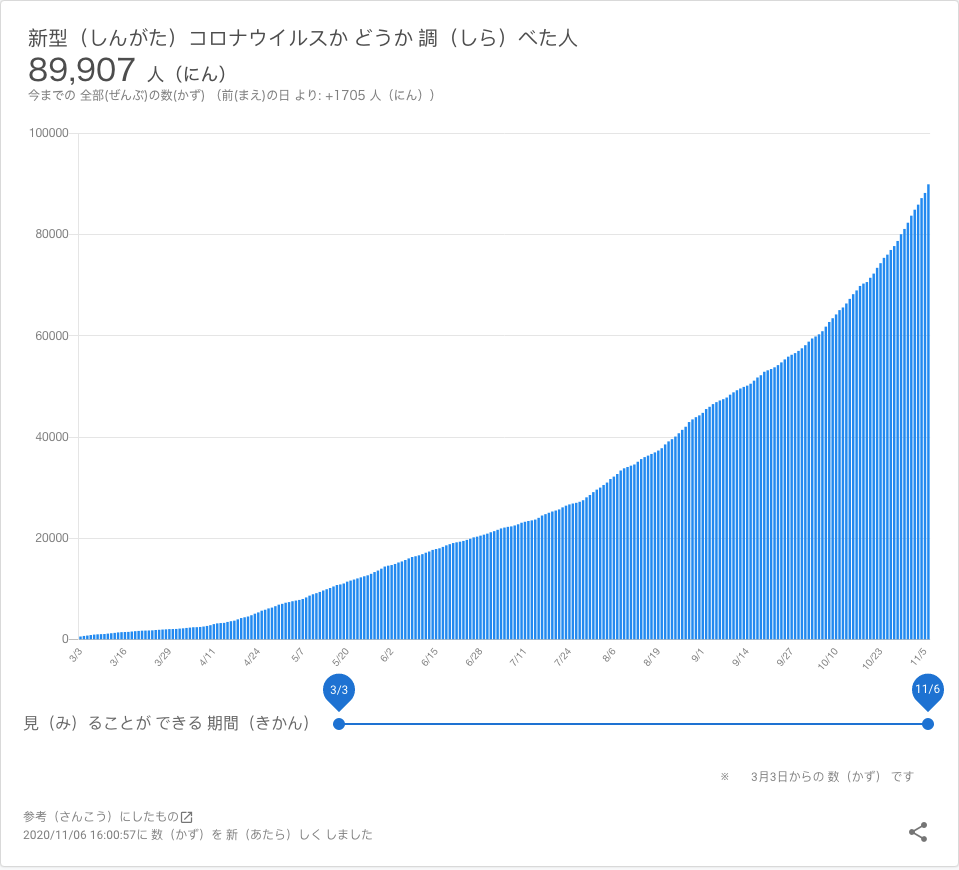 新型（しんがた）コロナウイルスか どうか 調（しら）べた人
89,907 人（にん）
今までの 全部(ぜんぶ)の数(かず) （前(まえ)の日 より: +1705 人（にん））
100000
80000
60000
40000
20000
0
3/3 3/16 3/29 4/11 4/24 5/7 5/20 6/2 6/15 6/28 7/11 7/24 8/6 8/19 9/1 9/14 9/27 10/10 10/23 11/5
3/3 11/6
見（み）ることが できる 期間（きかん）
※ 3月3日からの 数（かず） です
参考（さんこう）にしたもの
2020/11/06 16:00:57に 数（かず）を 新（あたら）しく しました